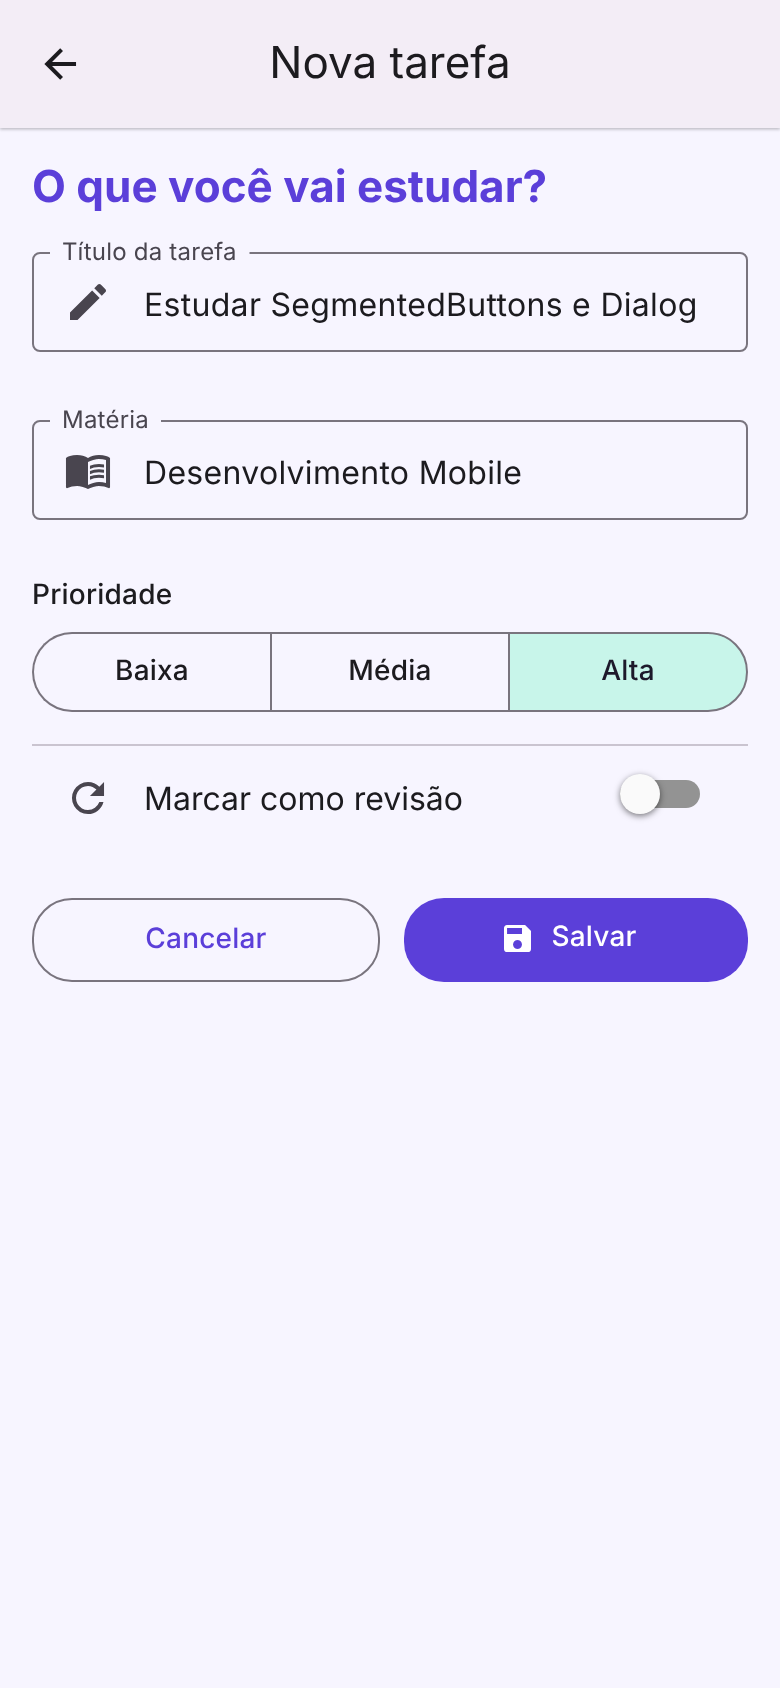 Nova tarefa
O que você vai estudar?
Título da tarefa
Estudar SegmentedButtons e Dialog
Matéria
Desenvolvimento Mobile
Prioridade
Baixa Média Alta
Marcar como revisão
Cancelar Salvar